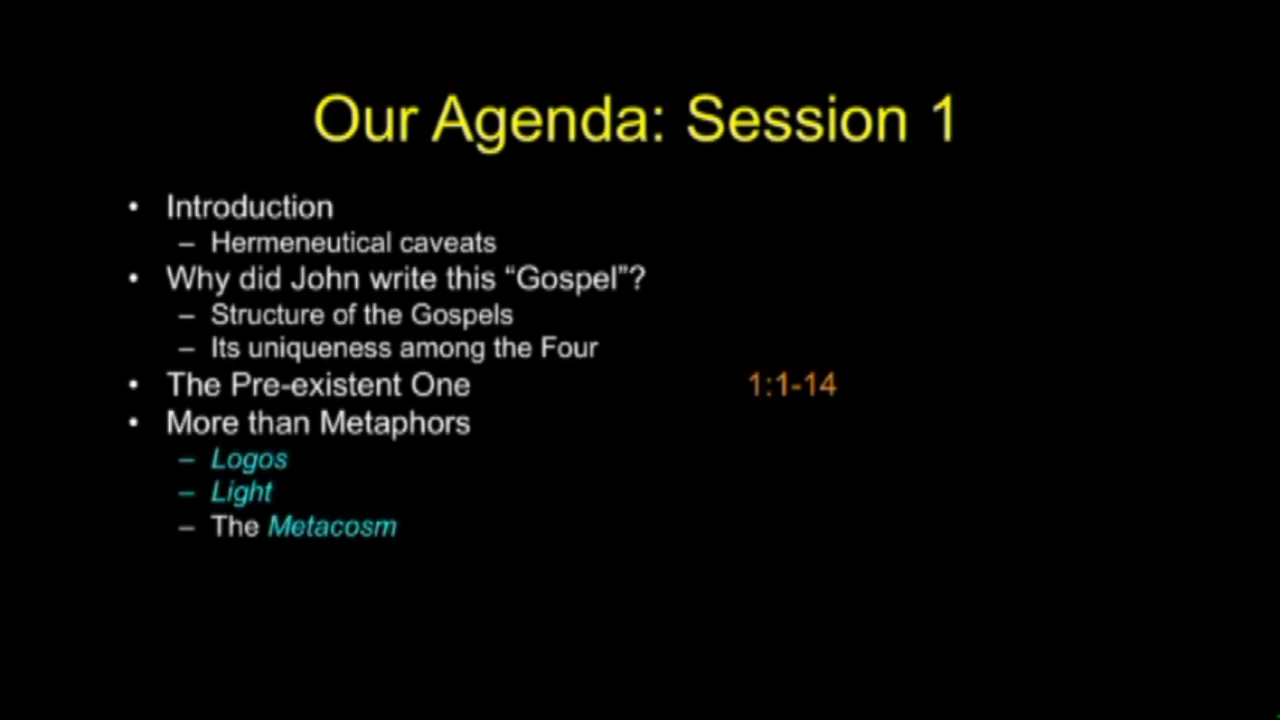 Our Agenda: Session 1
• Introduction
– Hermeneutical caveats
• Why did John write this “Gospel”?
– Structure of the Gospels
– Its uniqueness among the Four
• The Pre-existent One 1:1-14
• More than Metaphors
– Logos
– Light
– The Metacosm